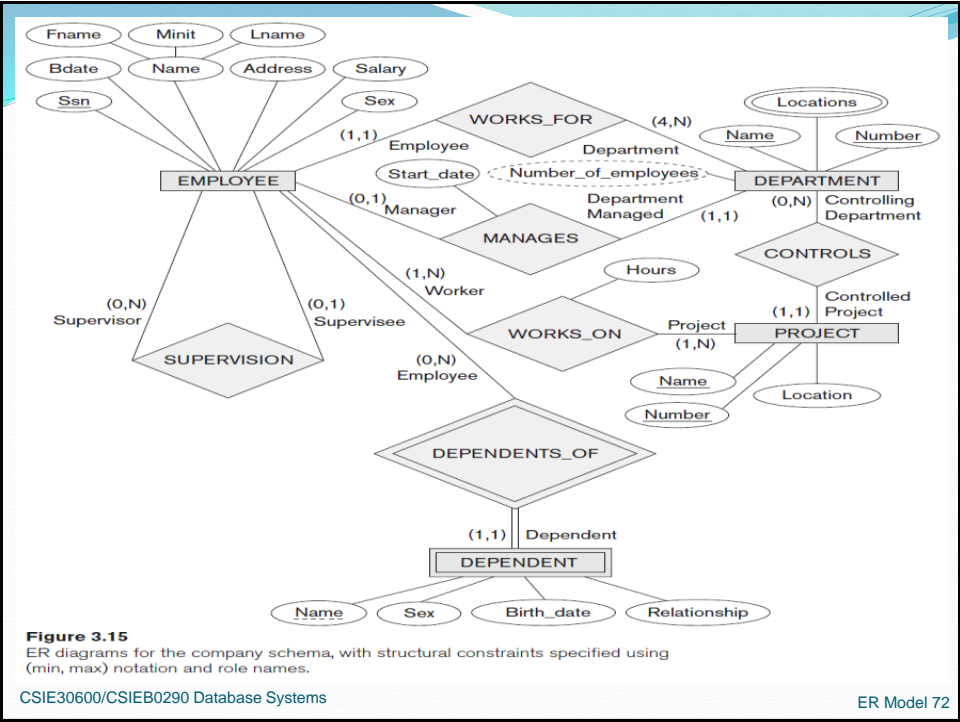 Fname Minit Lname
Bdate Name Address Salary
Ssn Sex
WORKS_FOR
(1,1) Employee
(4,N) Department
Locations
Name Number
Start_date
Number_of_employees
EMPLOYEE
DEPARTMENT
(0,1) Manager
MANAGES
Department
Managed
(1,1)
(0,N) Controlling
Department
CONTROLS
Hours
(1,N)
Worker
(0,N)
Supervisor
(0,1)
Supervisee
SUPERVISION
WORKS_ON
Project
(1,N)
Controlled
(1,1) Project
PROJECT
Name
Number
Location
(0,N)
Employee
DEPENDENTS_OF
(1,1) Dependent
DEPENDENT
Name Sex Birth_date Relationship
Figure 3.15
ER diagrams for the company schema, with structural constraints specified using
(min, max) notation and role names.
CSIE30600/CSIEB0290 Database Systems
ER Model 72